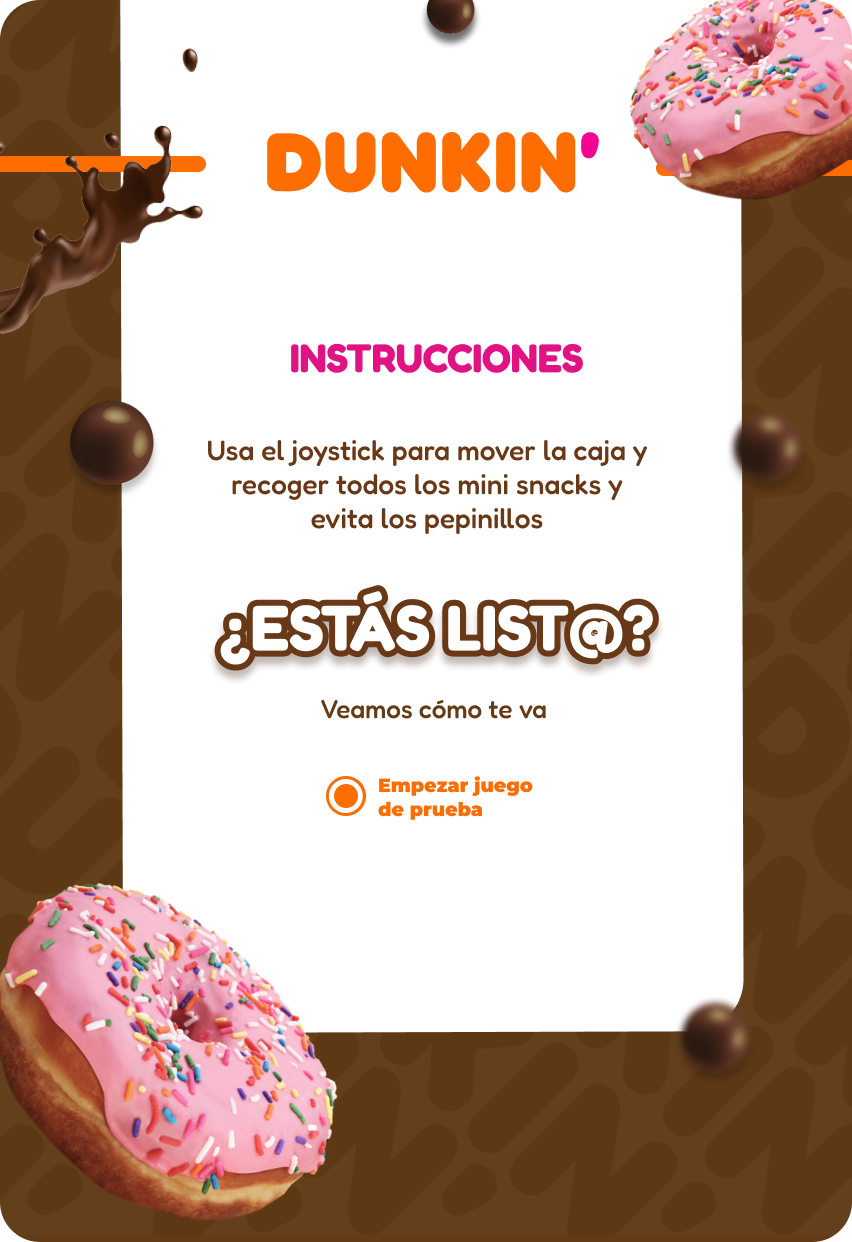 DUNKIN'
INSTRUCCIONES
Usa el joystick para mover la caja y
recoger todos los mini snacks y
evita los pepinillos
¿ESTÁS LIST@?
Veamos cómo te va
Empezar juego
de prueba